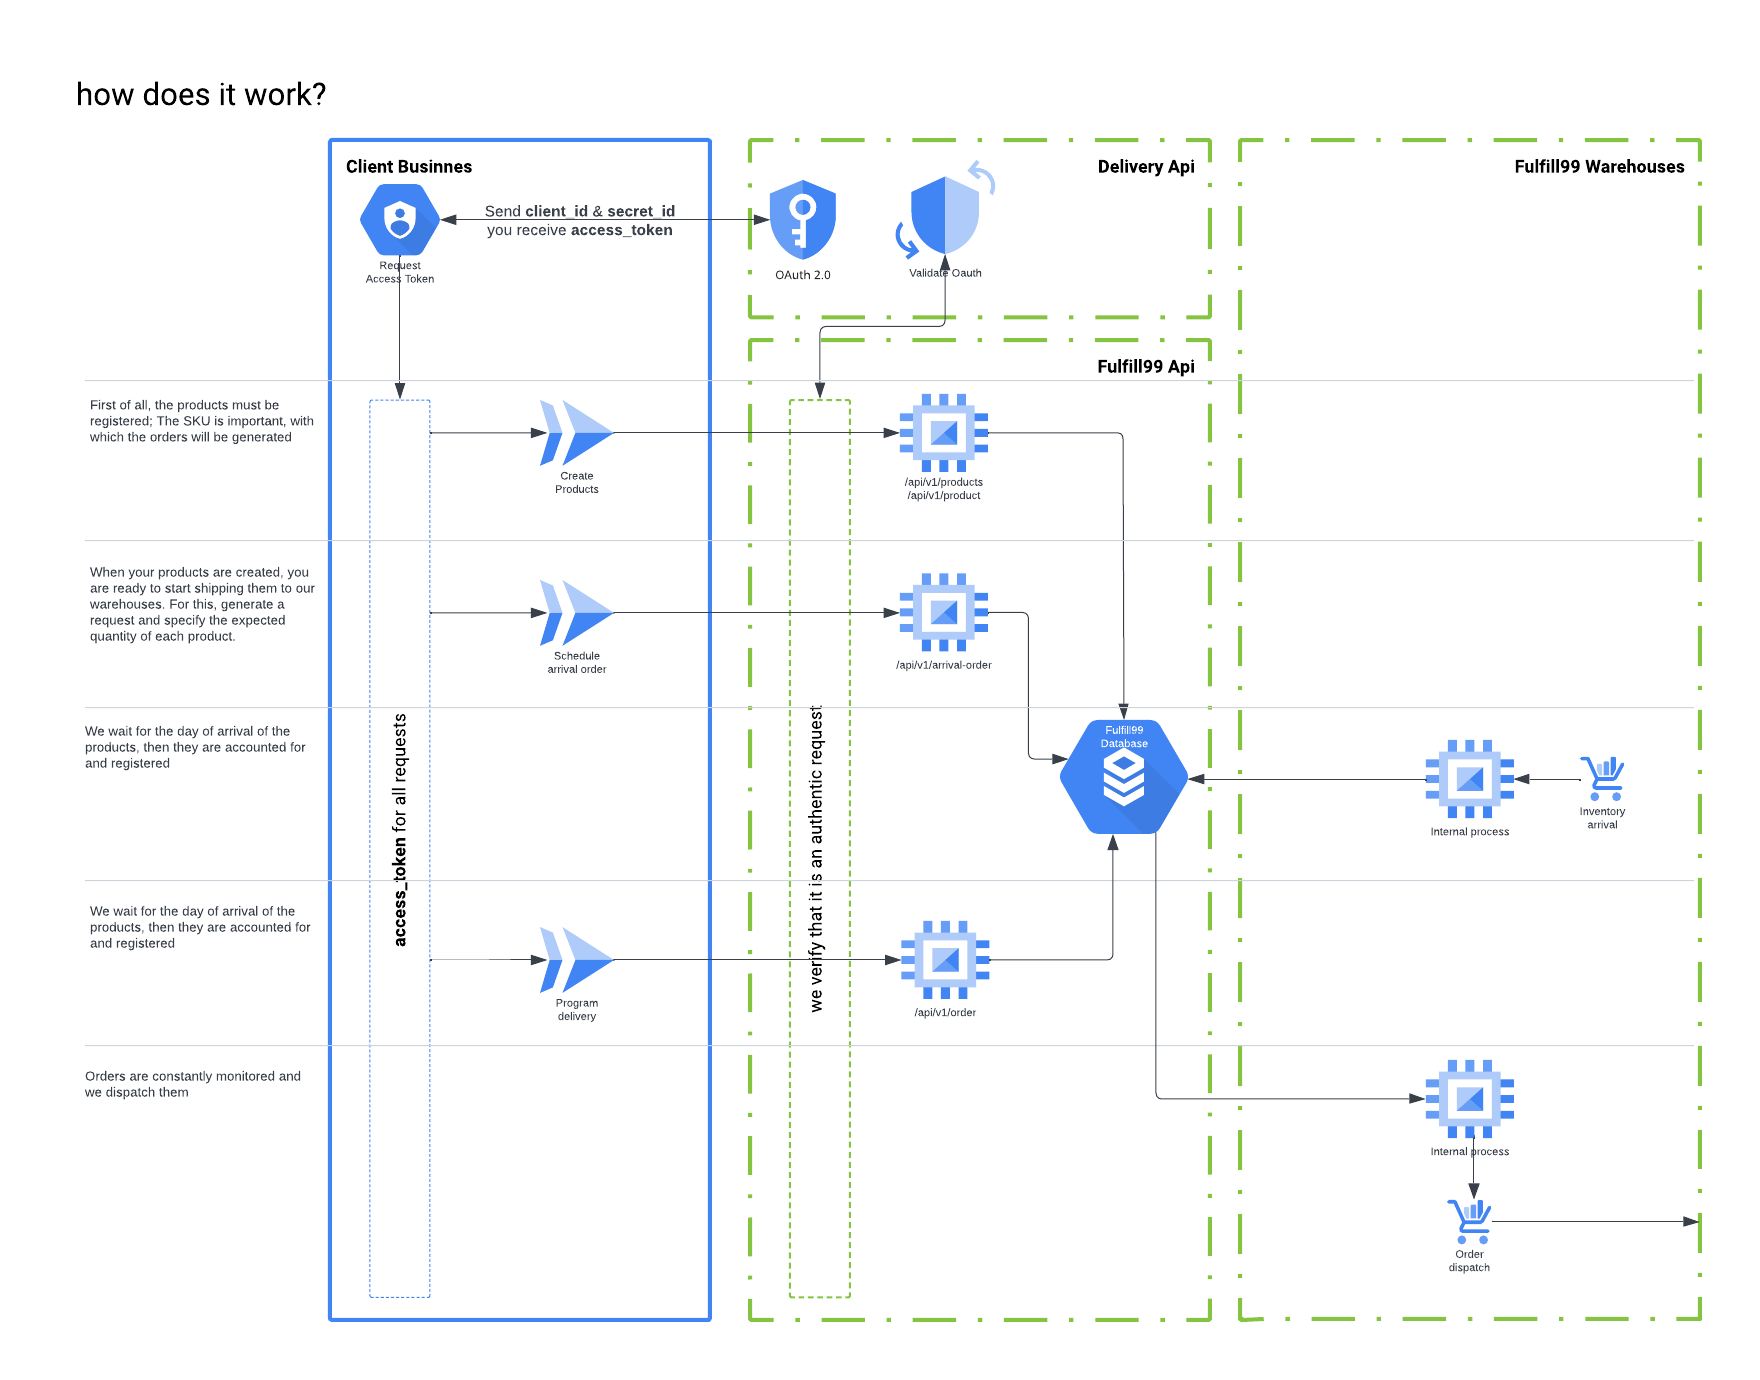 how does it work?
Client Businnes
Delivery Api
Fulfill99 Warehouses
Send client_id & secret_id
you receive access_token
Request
Access Token
OAuth 2.0
Validate Oauth
Fulfill99 Api
First of all, the products must be
registered; The SKU is important, with
which the orders will be generated
Create
Products
/api/v1/products
/api/v1/product
When your products are created, you
are ready to start shipping them to our
warehouses. For this, generate a
request and specify the expected
quantity of each product.
Schedule
arrival order
/api/v1/arrival-order
We wait for the day of arrival of the
products, then they are accounted for
and registered
access_token for all requests
we verify that it is an authentic request
Fulfill99
Database
Internal process
Inventory
arrival
We wait for the day of arrival of the
products, then they are accounted for
and registered
Program
delivery
/api/v1/order
Orders are constantly monitored and
we dispatch them
Internal process
Order
dispatch